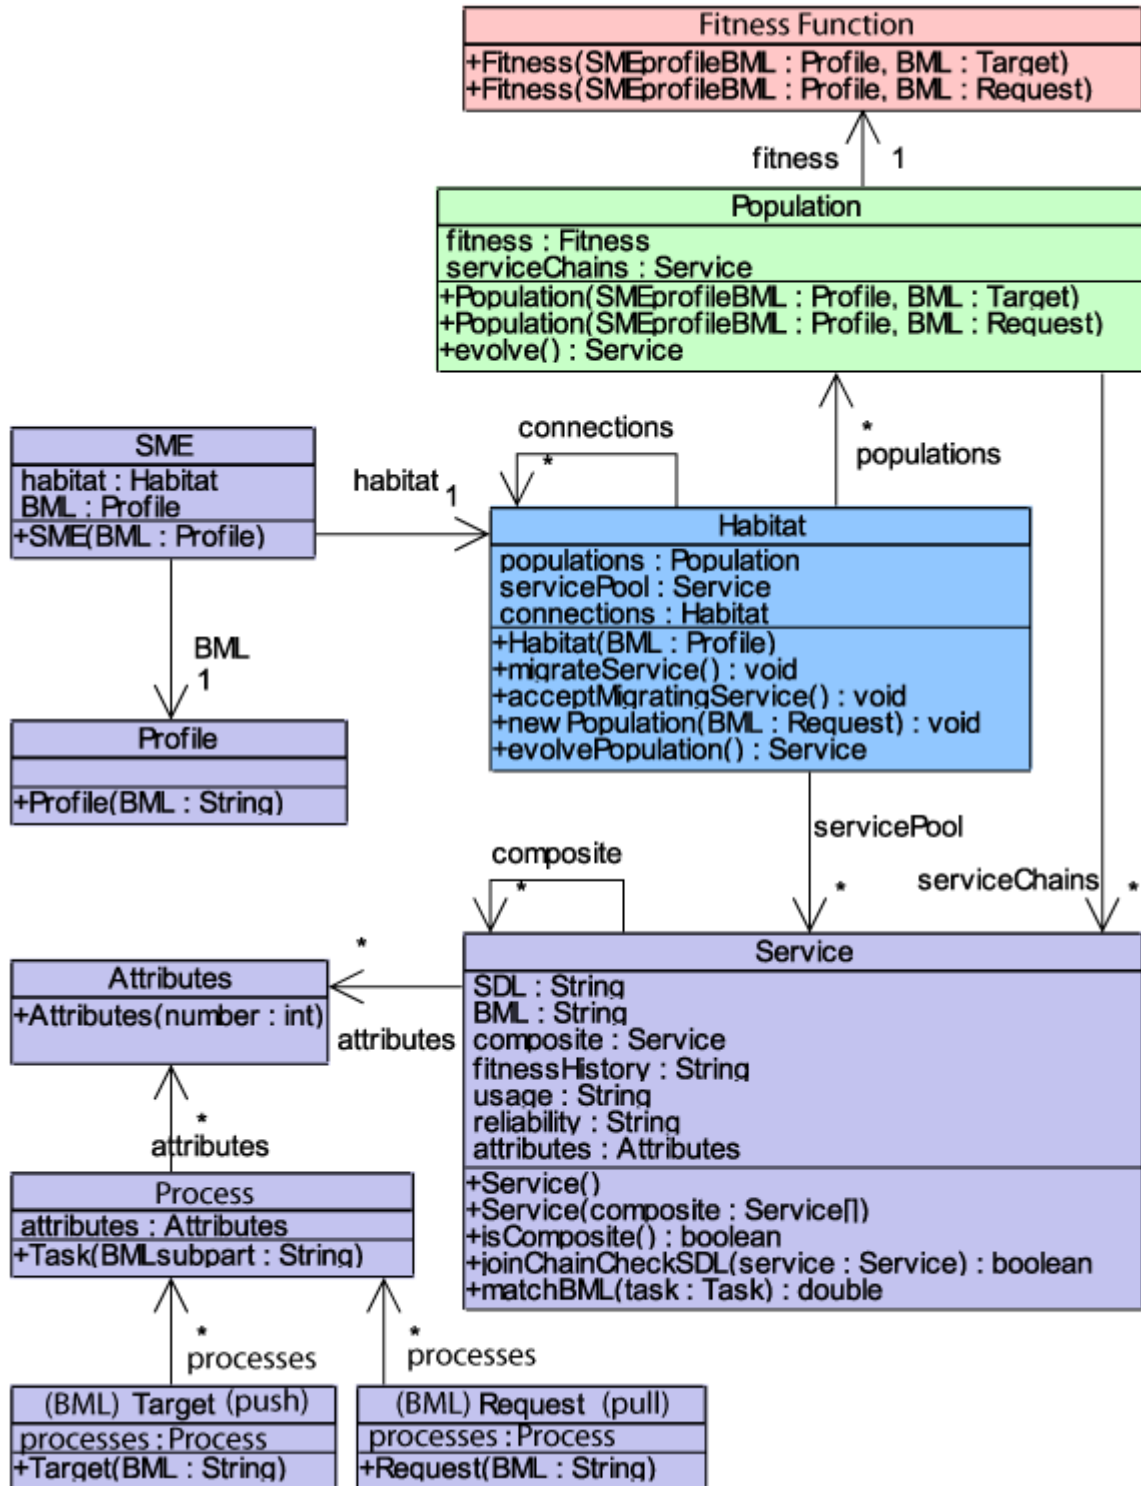 Fitness Function
+Fitness(SMEprofileBML : Profile, BML : Target)
+Fitness(SMEprofileBML : Profile, BML : Request)
fitness 1
Population
fitness : Fitness
serviceChains : Service
+Population(SMEprofileBML : Profile, BML : Target)
+Population(SMEprofileBML : Profile, BML : Request)
+evolve() : Service
connections
*
*
populations
SME
habitat : Habitat
BML : Profile
+SME(BML : Profile)
habitat 1
Habitat
populations : Population
servicePool : Service
connections : Habitat
+Habitat(BML : Profile)
+migrateService() : void
+acceptMigratingService() : void
+new Population(BML : Request) : void
+evolvePopulation() : Service
BML
1
Profile
+Profile(BML : String)
servicePool
*
serviceChains *
composite
*
Service
SDL : String
BML : String
composite : Service
fitnessHistory : String
usage : String
reliability : String
attributes : Attributes
+Service()
+Service(composite : Service[])
+isComposite() : boolean
+joinChainCheckSDL(service : Service) : boolean
+matchBML(task : Task) : double
*
attributes
Attributes
+Attributes(number : int)
*
attributes
Process
attributes : Attributes
+Task(BMLsubpart : String)
*
processes
*
processes
(BML) Target (push)
processes : Process
+Target(BML : String)
(BML) Request (pull)
processes : Process
+Request(BML : String)